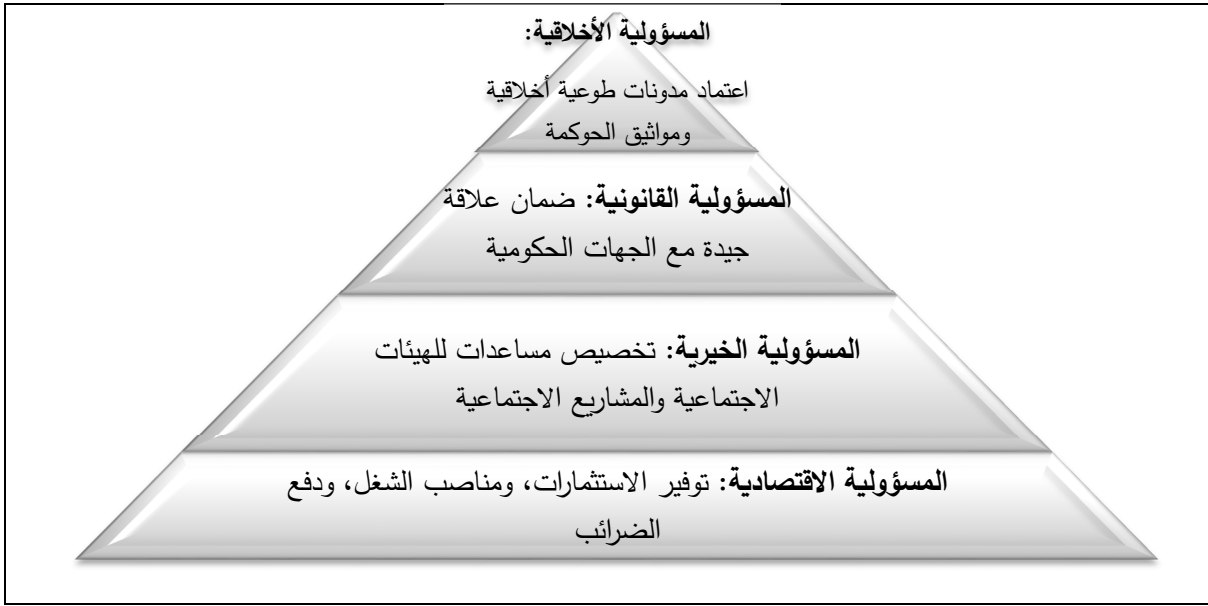 المسؤولية الأخلاقية:
اعتماد مدونات طوعية أخلاقية
ومواثيق الحوكمة
المسؤولية القانونية: ضمان علاقة
جيدة مع الجهات الحكومية
المسؤولية الخيرية: تخصيص مساعدات للهيئات
الاجتماعية والمشاريع الاجتماعية
المسؤولية الاقتصادية: توفير الاستثمارات، ومناصب الشغل، ودفع
الضرائب